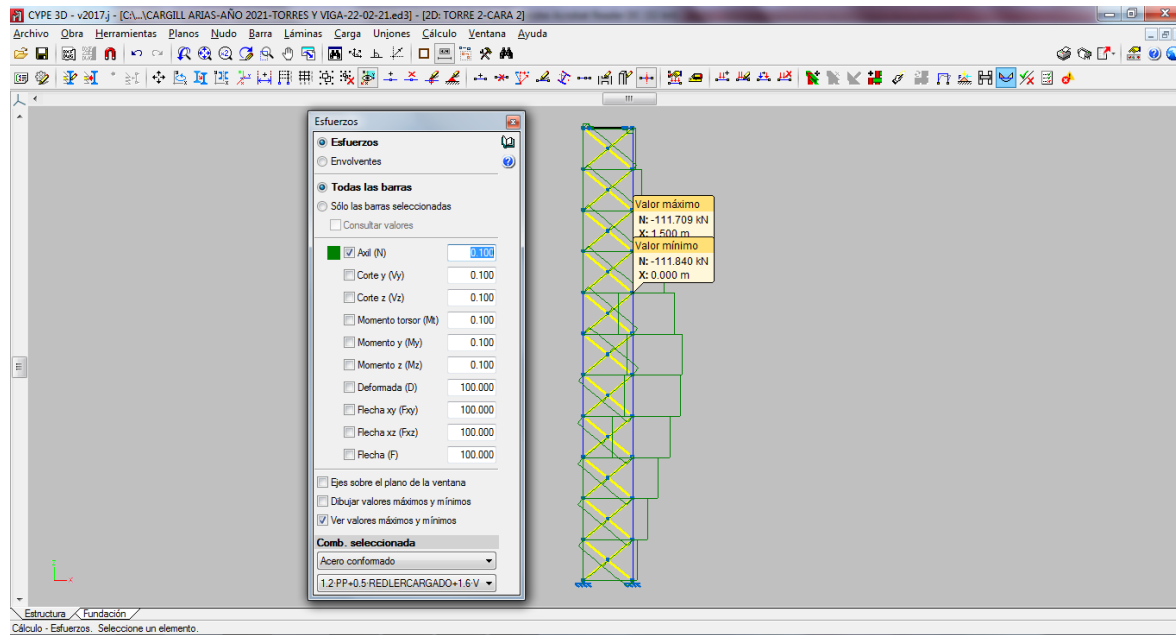 CYPE 3D - v2017.j - [C:\...\CARGILL ARIAS-AÑO 2021-TORRES Y VIGA-22-02-21.ed3] - [2D: TORRE 2-CARA 2]
Archivo Obra Herramientas Planos Nudo Barra Láminas Carga Uniones Cálculo Ventana Ayuda
Esfuerzos
Esfuerzos
Envolventes
Todas las barras
Sólo las barras seleccionadas
Consultar valores
Axil (N) 0.100
Corte y (Vy) 0.100
Corte z (Vz) 0.100
Momento torsor (Mt) 0.100
Momento y (My) 0.100
Momento z (Mz) 0.100
Deformada (D) 100.000
Flecha xy (Fxy) 100.000
Flecha xz (Fxz) 100.000
Flecha (F) 100.000
Ejes sobre el plano de la ventana
Dibujar valores máximos y mínimos
Ver valores máximos y mínimos
Comb. seleccionada
Acero conformado
1.2·PP+0.5·REDLERCARGADO+1.6·V
Valor máximo
N: -111.709 kN
X: 1.500 m
Valor mínimo
N: -111.840 kN
X: 0.000 m
Estructura Fundación
Cálculo - Esfuerzos. Seleccione un elemento.